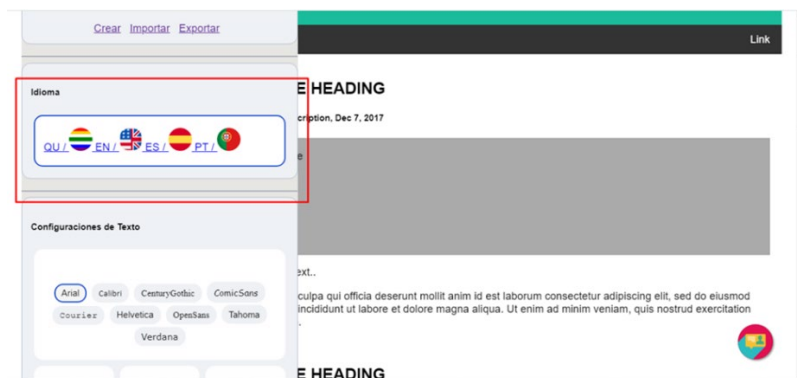 Crear Importar Exportar
Link
Idioma
QU / EN / ES / PT /
Configuraciones de Texto
Arial Calibri CenturyGothic ComicSans
Courier Helvetica OpenSans Tahoma
Verdana
E HEADING
cription, Dec 7, 2017
e
ext..
culpa qui officia deserunt mollit anim id est laborum consectetur adipiscing elit, sed do eiusmod
incididunt ut labore et dolore magna aliqua. Ut enim ad minim veniam, quis nostrud exercitation
.
E HEADING